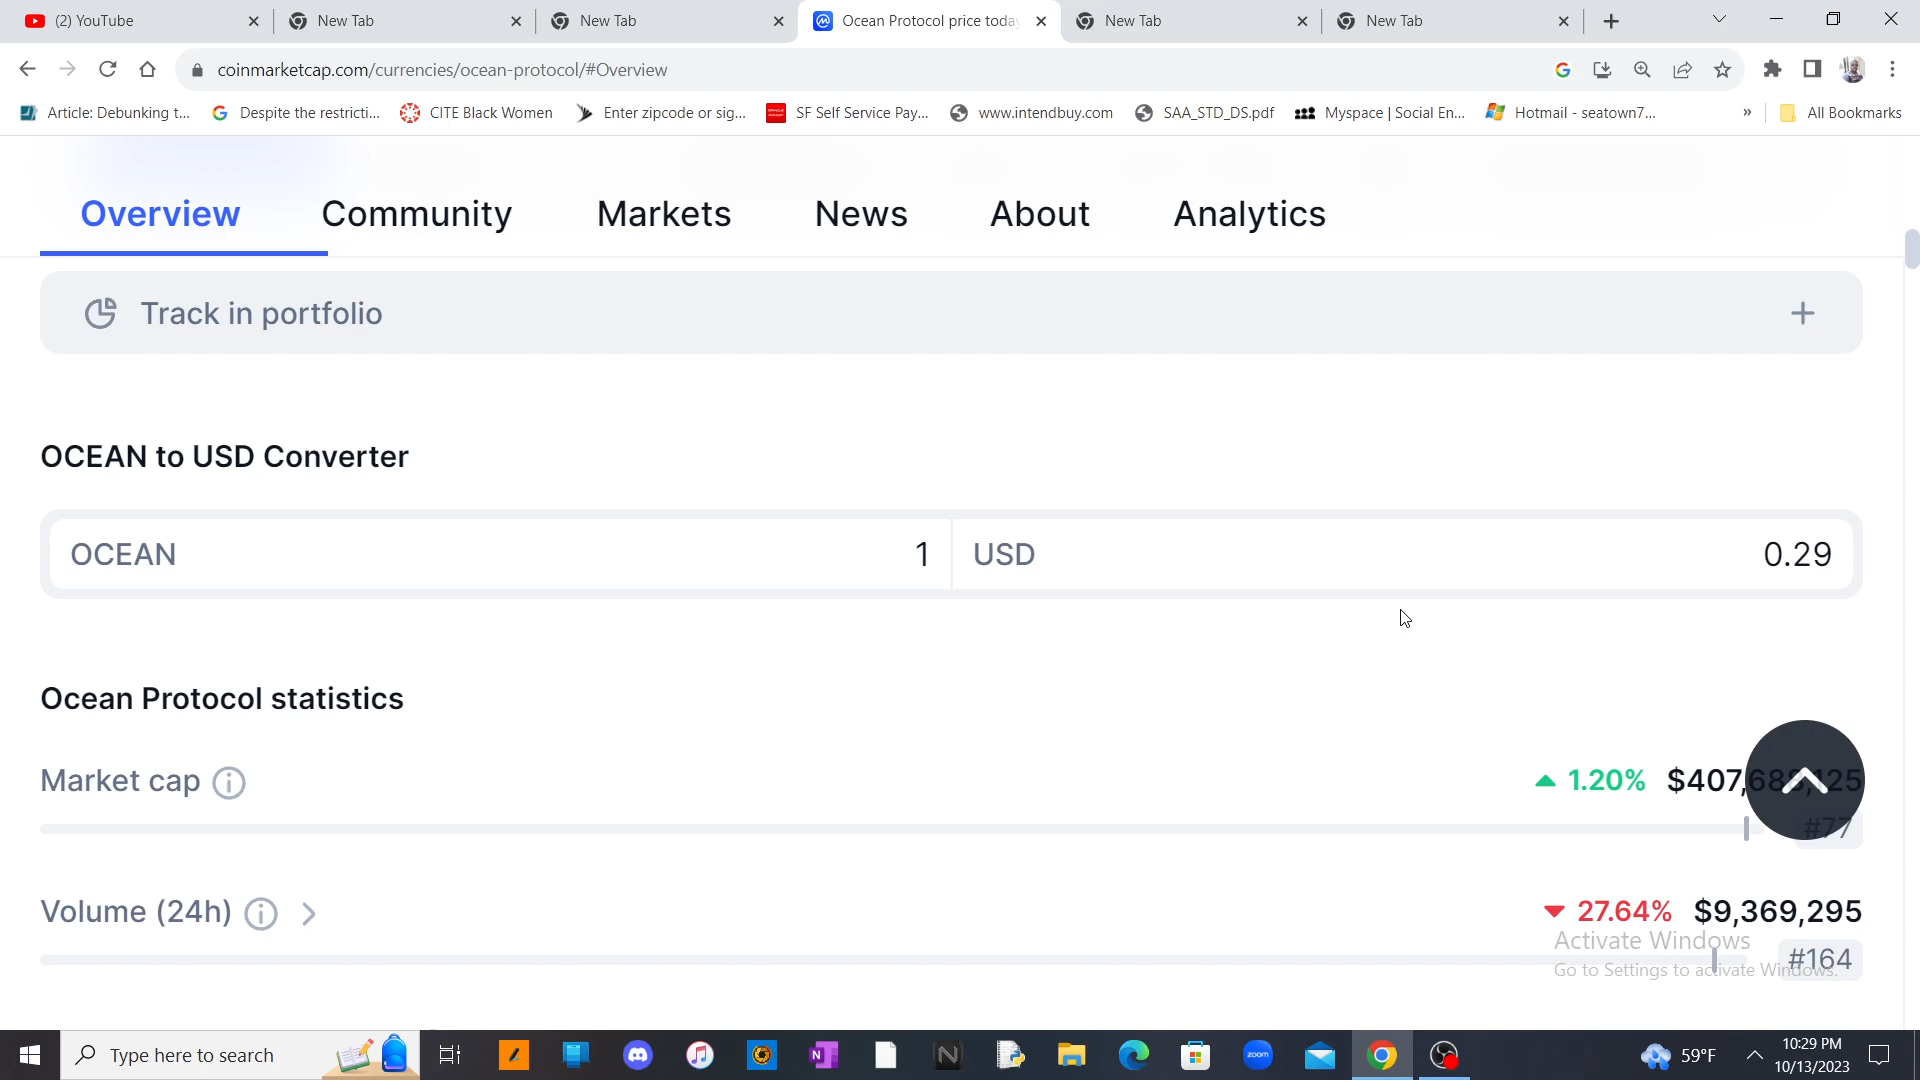 (2) YouTube
New Tab
New Tab
Ocean Protocol price toda
New Tab
New Tab
coinmarketcap.com/currencies/ocean-protocol/#Overview
Article: Debunking t...
Despite the restricti...
CITE Black Women
Enter zipcode or sig...
SF Self Service Pay...
www.intendbuy.com
SAA_STD_DS.pdf
Myspace | Social En...
Hotmail - seatown7...
»
All Bookmarks
Overview
Community
Markets
News
About
Analytics
Track in portfolio
OCEAN to USD Converter
OCEAN 1
USD 0.29
Ocean Protocol statistics
Market cap
1.20%
#77
Volume (24h)
27.64% $9,369,295
Activate Windows
#164
Go to Settings to activate Windows.
Type here to search
zoom
59°F
10:29 PM
10/13/2023